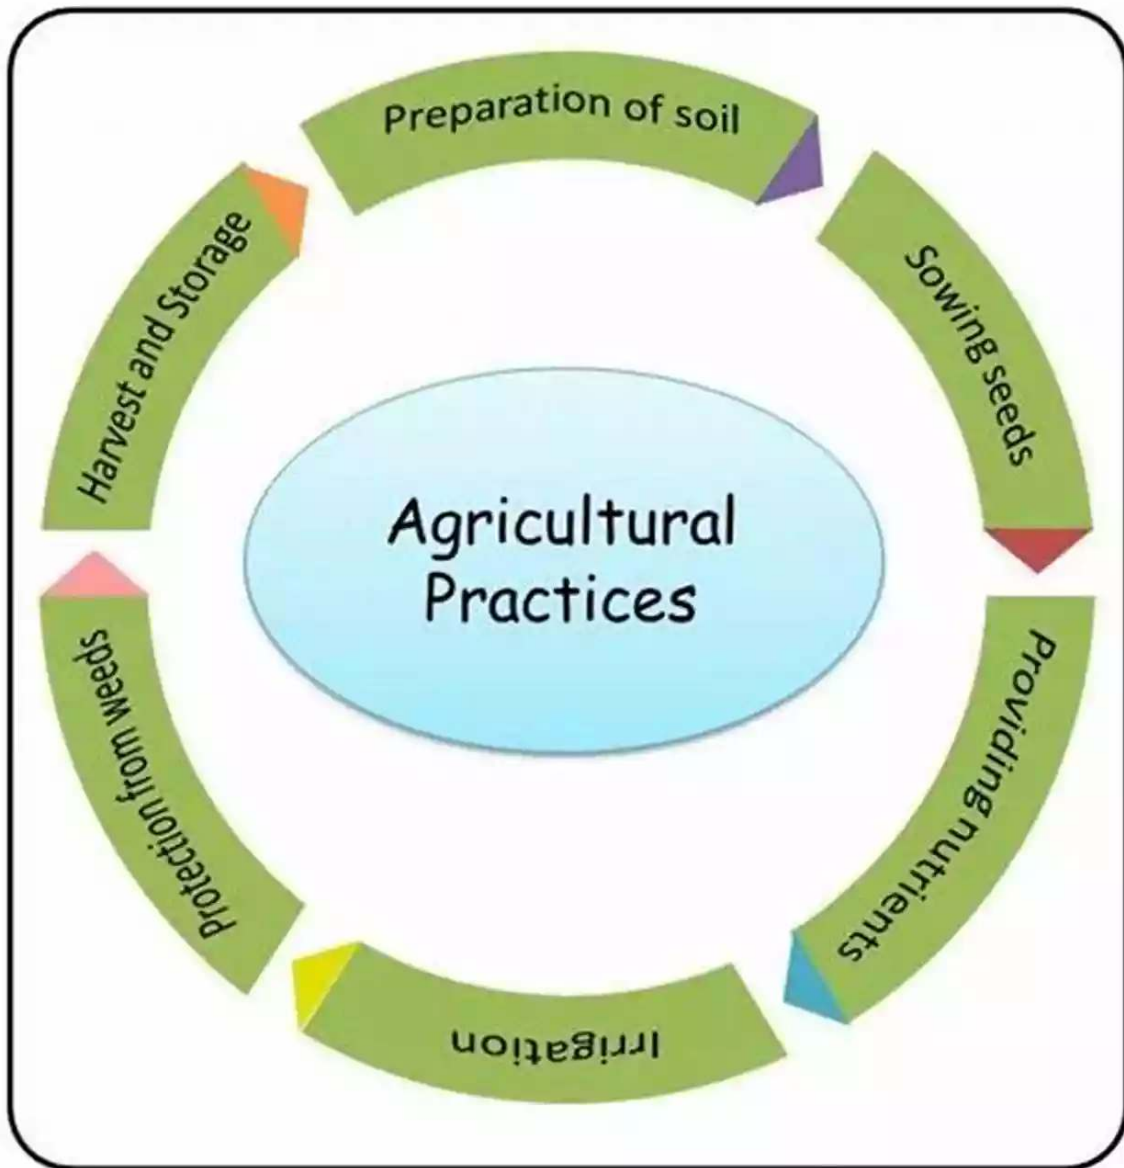 Preparation of soil
Sowing seeds
Providing nutrients
Irrigation
Protection from weeds
Harvest and Storage
Agricultural
Practices